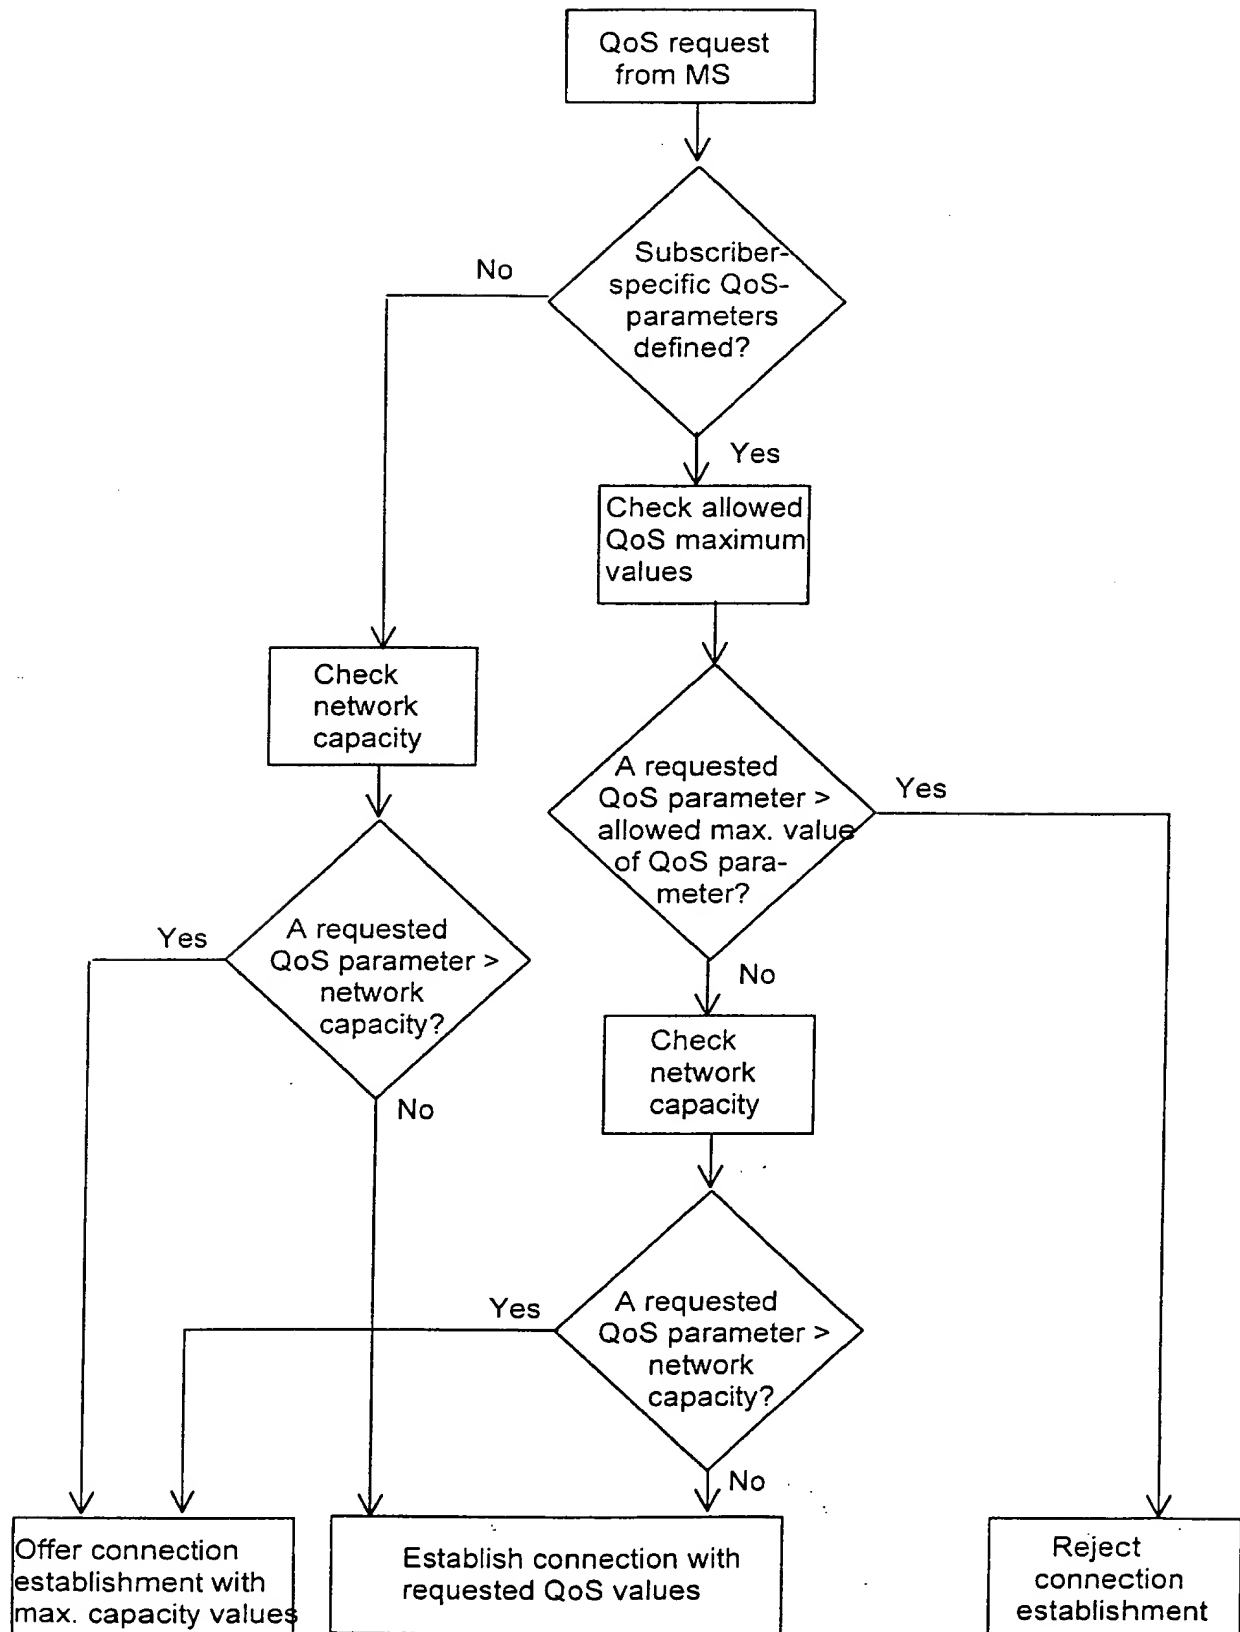 QoS request
from MS
Subscriber-
specific QoS-
parameters
defined?
No
Yes
Check allowed
QoS maximum
values
Check
network
capacity
A requested
QoS parameter >
allowed max. value
of QoS para-
meter?
Yes
A requested
QoS parameter >
network
capacity?
Yes
No
No
Check
network
capacity
A requested
QoS parameter >
network
capacity?
Yes
No
Offer connection
establishment with
max. capacity values
Establish connection with
requested QoS values
Reject
connection
establishment